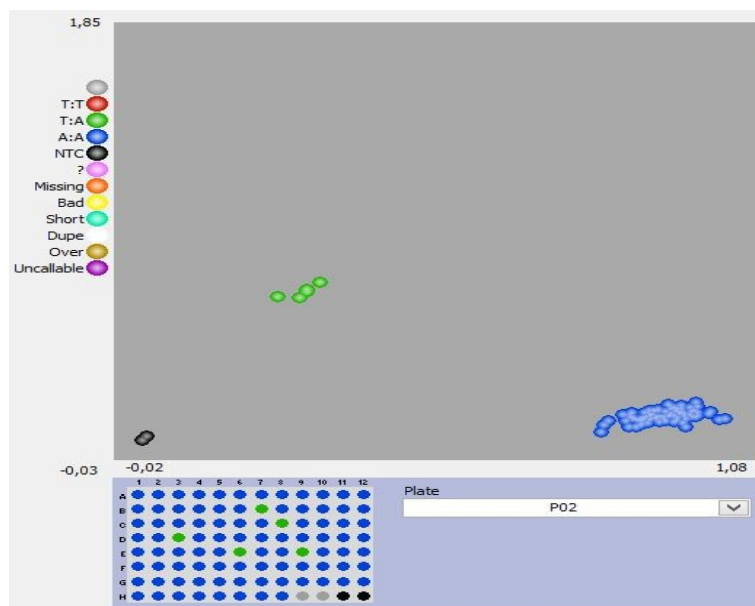 1,85
T:T
T:A
A:A
NTC
?
Missing
Bad
Short
Dupe
Over
Uncallable
-0,03
-0,02
1,08
1 2 3 4 5 6 7 8 9 10 11 12
A
B
C
D
E
F
G
H
Plate
P02